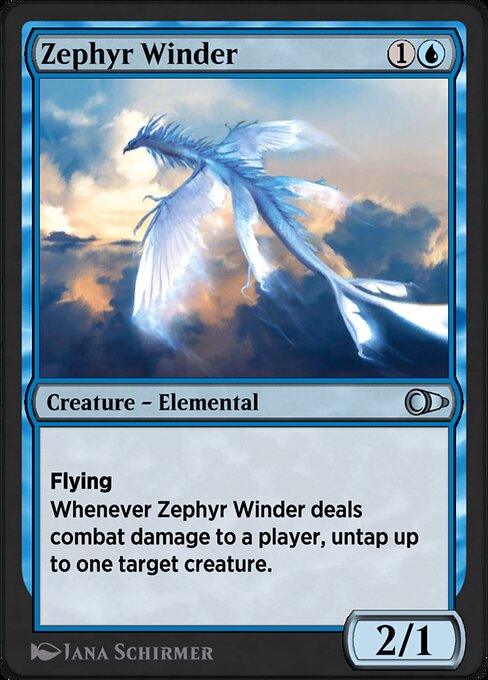 Zephyr Winder 1
Creature – Elemental
Flying
Whenever Zephyr Winder deals
combat damage to a player, untap up
to one target creature.
2/1
Jana Schirmer